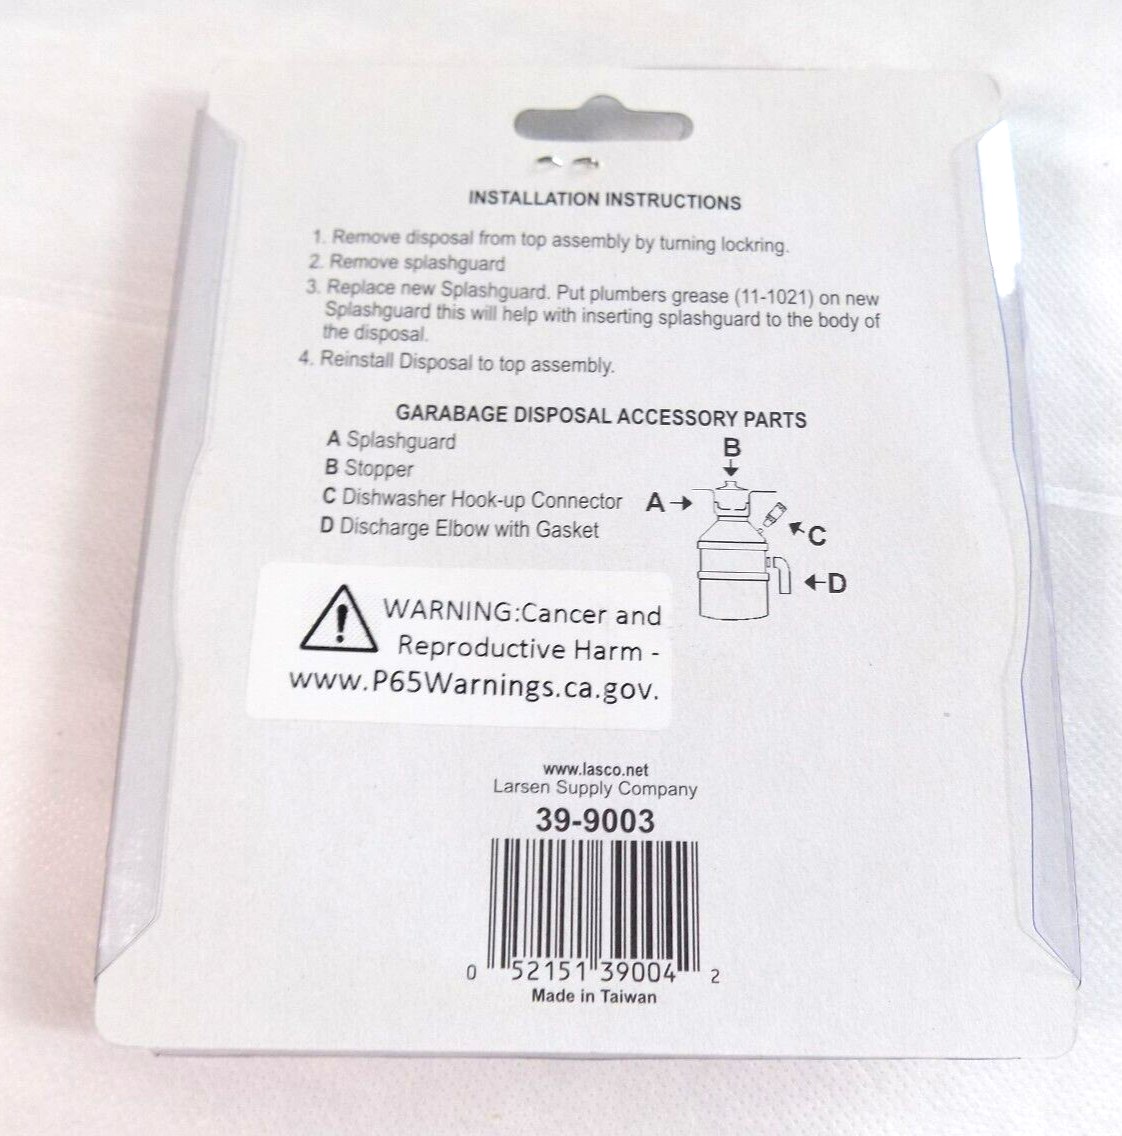 INSTALLATION INSTRUCTIONS
1. Remove disposal from top assembly by turning lockring.
2. Remove splashguard
3. Replace new Splashguard. Put plumbers grease (11-1021) on new
Splashguard this will help with inserting splashguard to the body of
the disposal.
4. Reinstall Disposal to top assembly.
GARABAGE DISPOSAL ACCESSORY PARTS
A Splashguard
B Stopper
C Dishwasher Hook-up Connector
D Discharge Elbow with Gasket
B
A
C
D
WARNING:Cancer and
Reproductive Harm -
www.P65Warnings.ca.gov.
www.lasco.net
Larsen Supply Company
39-9003
0 52151 39004 2
Made in Taiwan